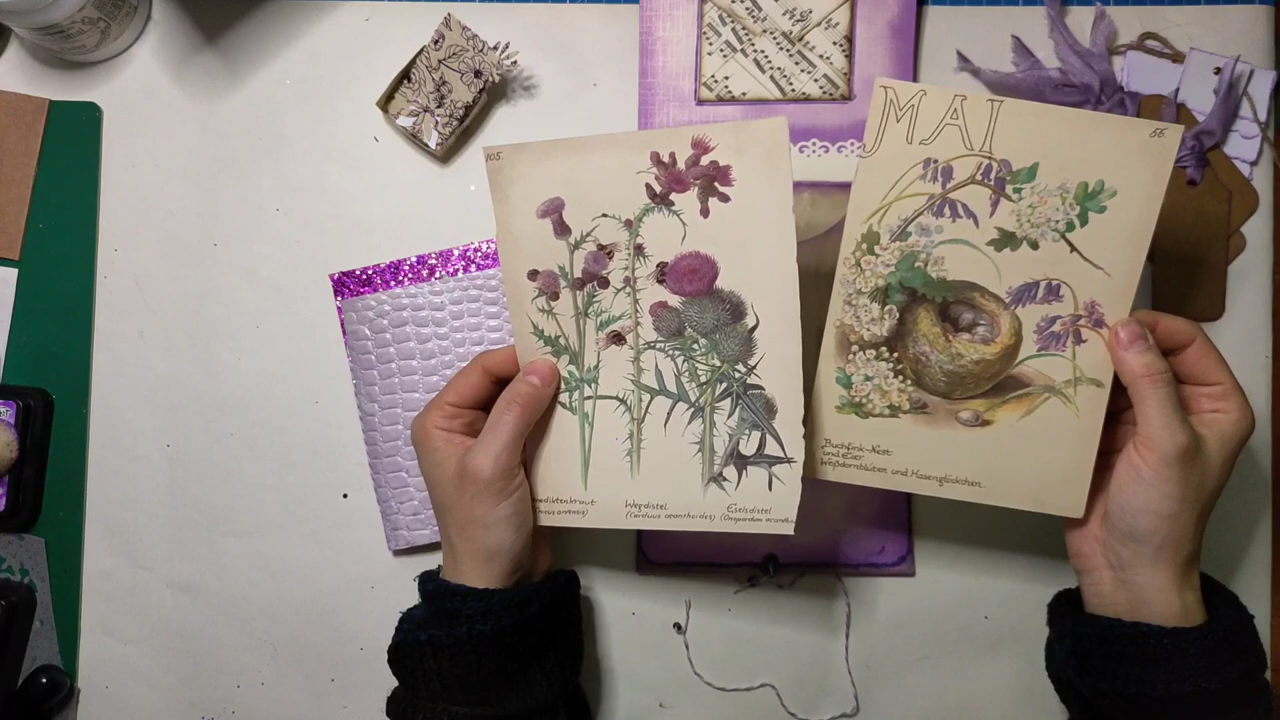 105.
Wegdistel
(Carduus acanthoides)
Eselsdistel
MAI
56.
Buchfink-Nest
und Eier
Weißdornblüten und Hasenglöckchen.